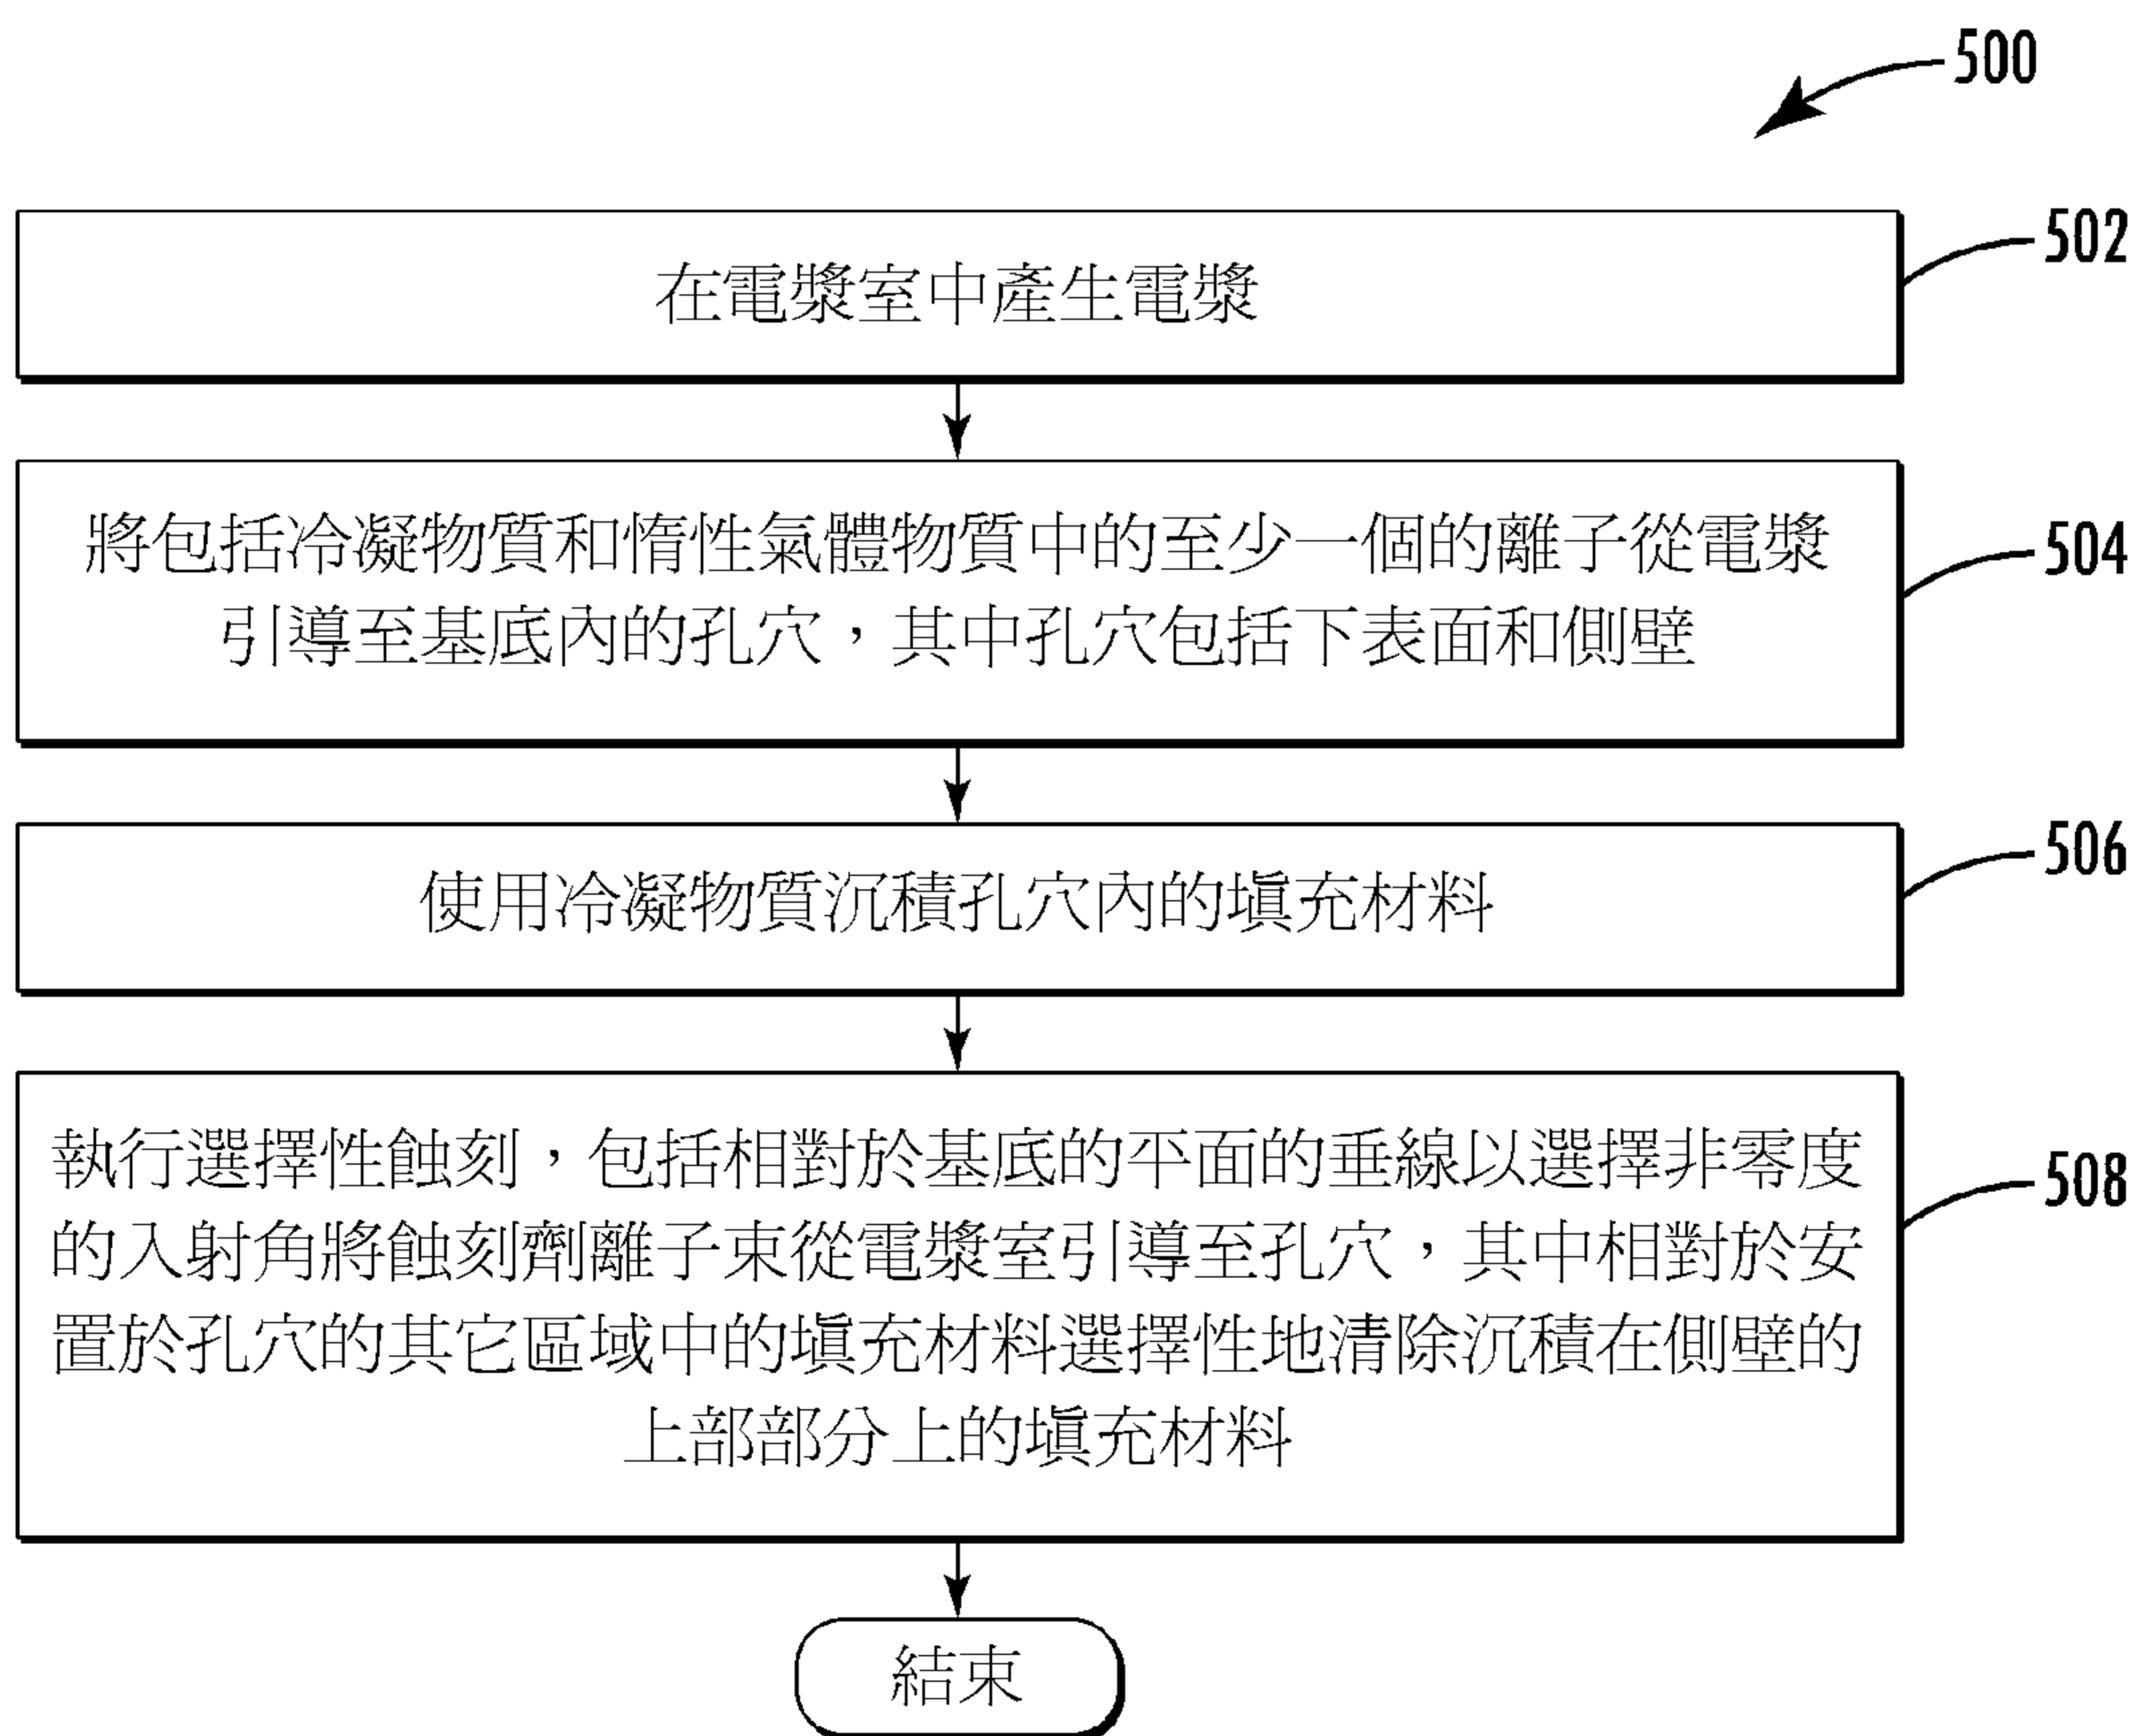 500
在電漿室中產生電漿
502
將包括冷凝物質和惰性氣體物質中的至少一個的離子從電漿
引導至基底內的孔穴，其中孔穴包括下表面和側壁
504
使用冷凝物質沉積孔穴內的填充材料
506
執行選擇性蝕刻，包括相對於基底的平面的垂線以選擇非零度
的入射角將蝕刻劑離子束從電漿室引導至孔穴，其中相對於安
置於孔穴的其它區域中的填充材料選擇性地清除沉積在側壁的
上部部分上的填充材料
508
結束